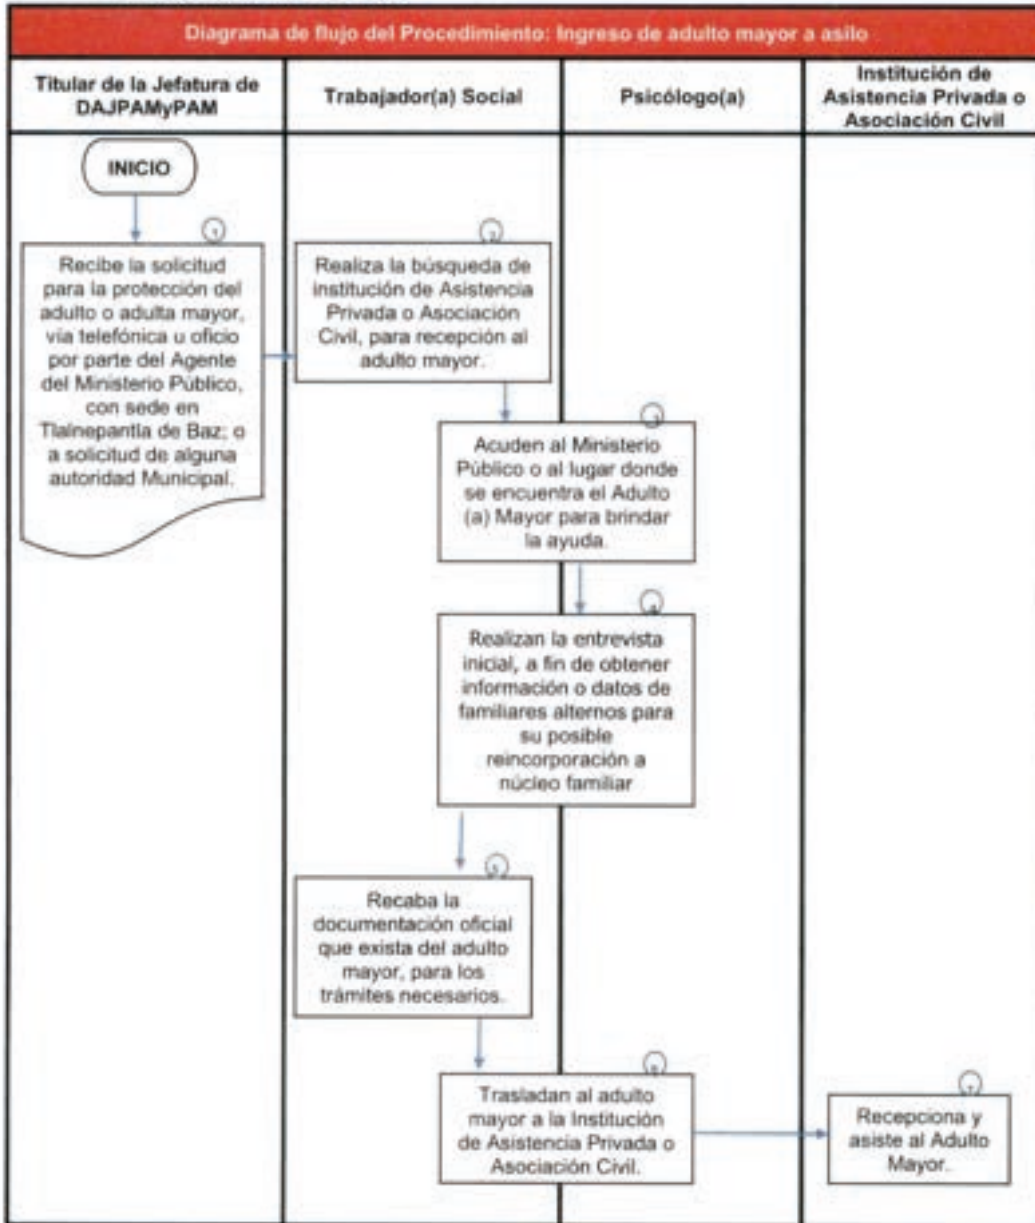 Diagrama de flujo del Procedimiento: Ingreso de adulto mayor a asilo
Titular de la Jefatura de
DAJPAMyPAM
Trabajador(a) Social
Psicólogo(a)
Institución de
Asistencia Privada o
Asociación Civil
INICIO
1
Recibe la solicitud
para la protección del
adulto o adulta mayor,
vía telefónica u oficio
por parte del Agente
del Ministerio Público,
con sede en
Tlalnepantla de Baz; o
a solicitud de alguna
autoridad Municipal.
2
Realiza la búsqueda de
institución de Asistencia
Privada o Asociación
Civil, para recepción al
adulto mayor.
3
Acuden al Ministerio
Público o al lugar donde
se encuentra el Adulto
(a) Mayor para brindar
la ayuda.
4
Realizan la entrevista
inicial, a fin de obtener
información o datos de
familiares alternos para
su posible
reincorporación a
núcleo familiar
5
Recaba la
documentación oficial
que exista del adulto
mayor, para los
trámites necesarios.
6
Trasladan al adulto
mayor a la Institución
de Asistencia Privada o
Asociación Civil.
7
Recepciona y
asiste al Adulto
Mayor.